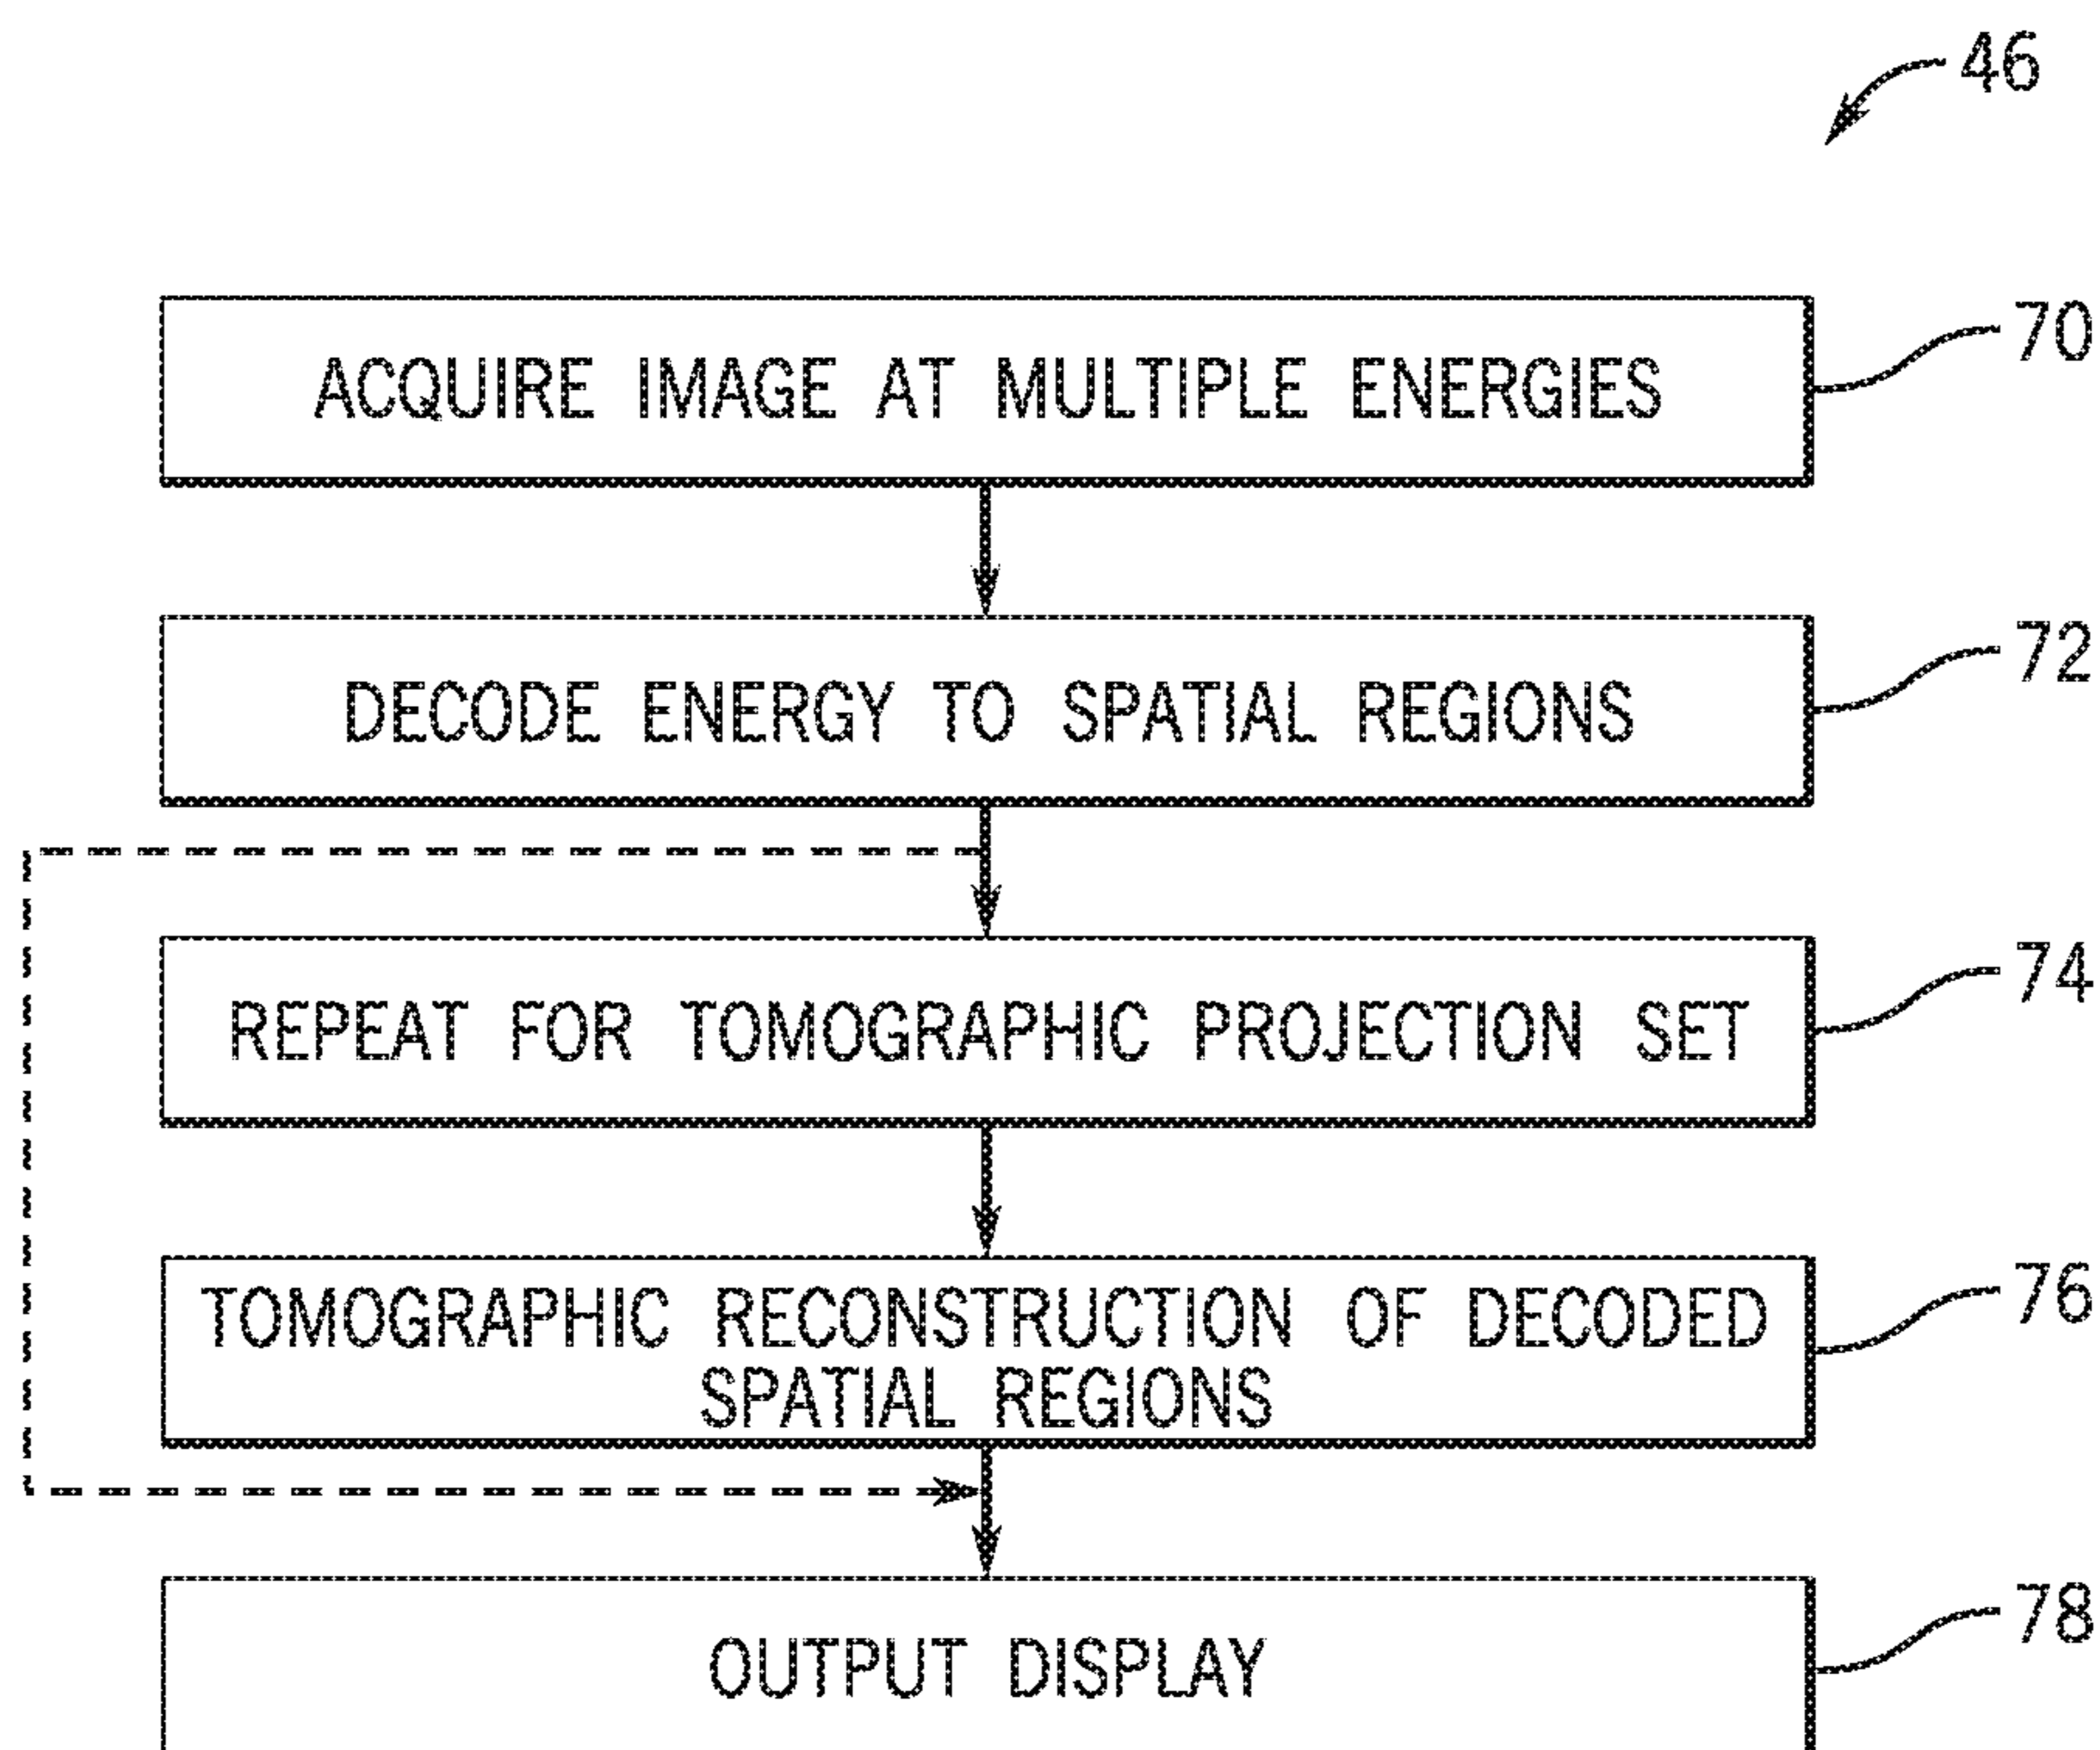 46
ACQUIRE IMAGE AT MULTIPLE ENERGIES
70
DECODE ENERGY TO SPATIAL REGIONS
72
REPEAT FOR TOMOGRAPHIC PROJECTION SET
74
TOMOGRAPHIC RECONSTRUCTION OF DECODED
SPATIAL REGIONS
76
OUTPUT DISPLAY
78